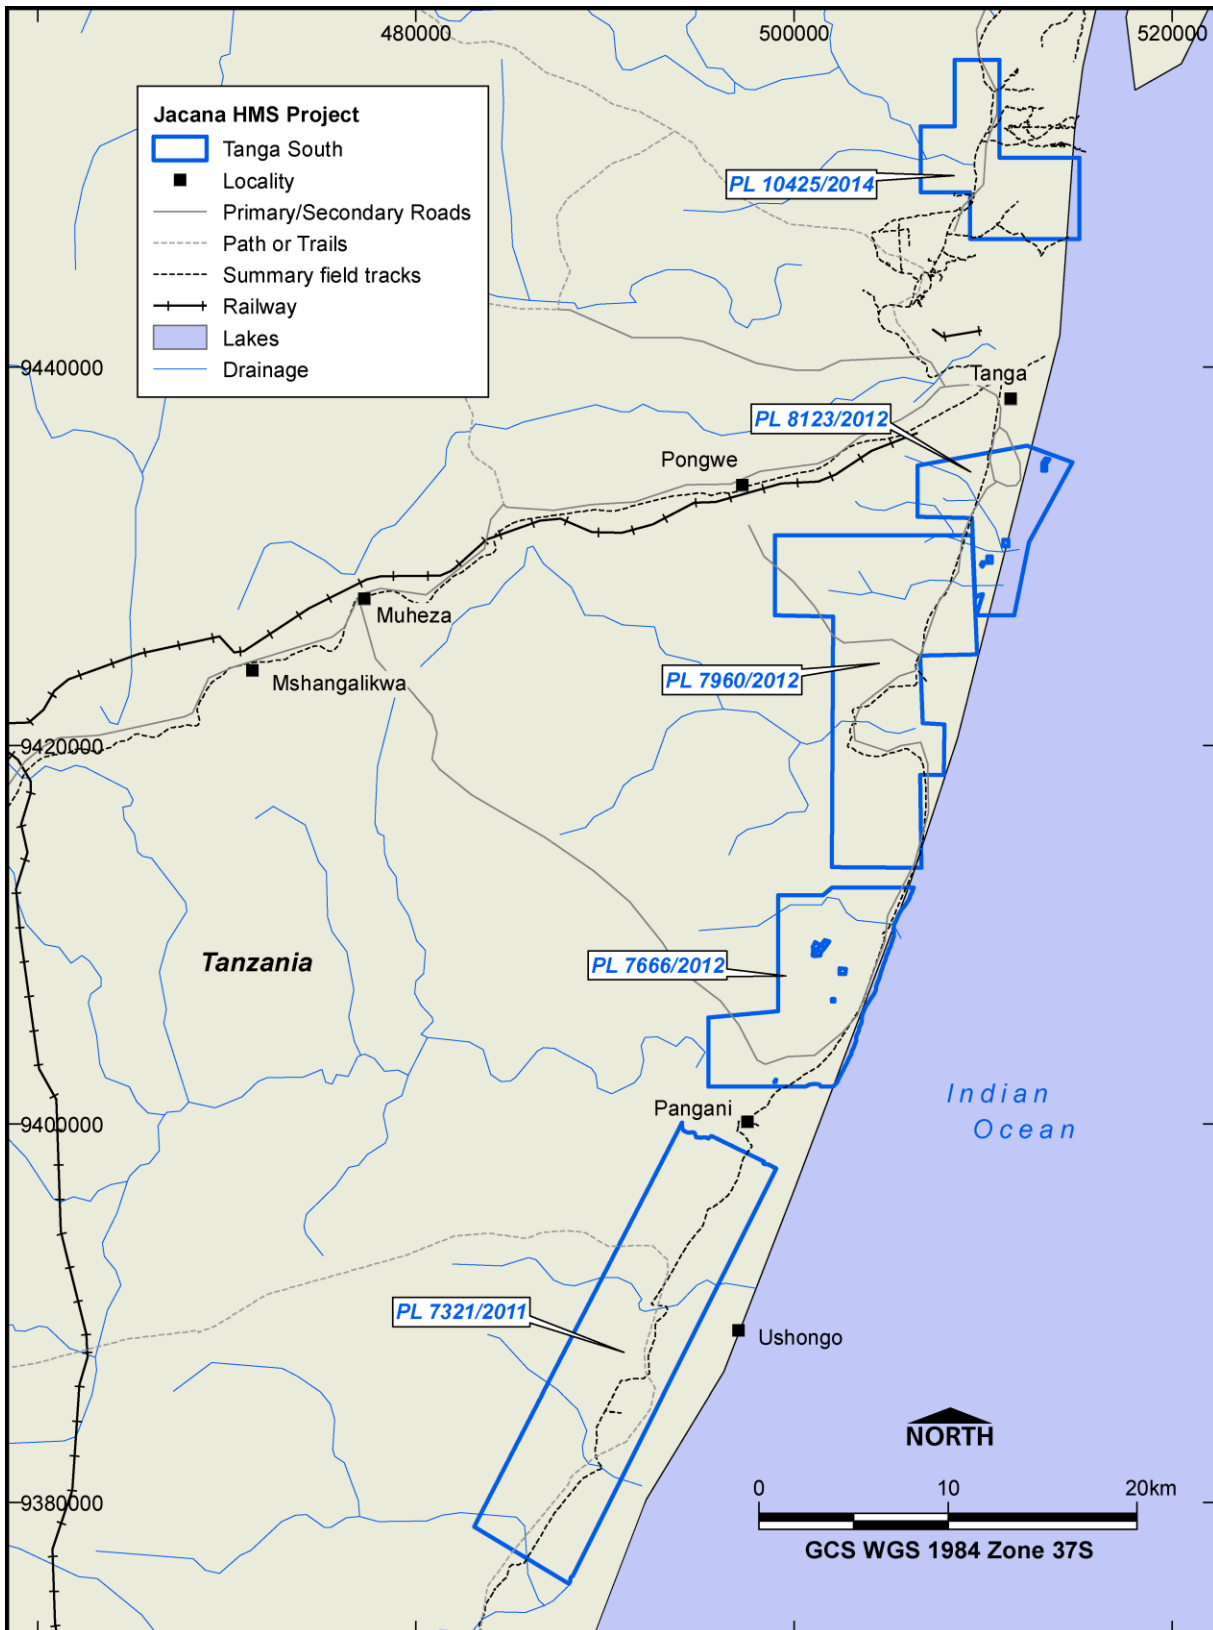 480000
500000
520000
Jacana HMS Project
Tanga South
Locality
Primary/Secondary Roads
Path or Trails
Summary field tracks
Railway
Lakes
Drainage
PL 10425/2014
9440000
Tanga
PL 8123/2012
Pongwe
Muheza
Mshangalikwa
PL 7960/2012
9420000
Tanzania
PL 7666/2012
Indian
Ocean
Pangani
9400000
PL 7321/2011
Ushongo
NORTH
9380000
0 10 20km
GCS WGS 1984 Zone 37S